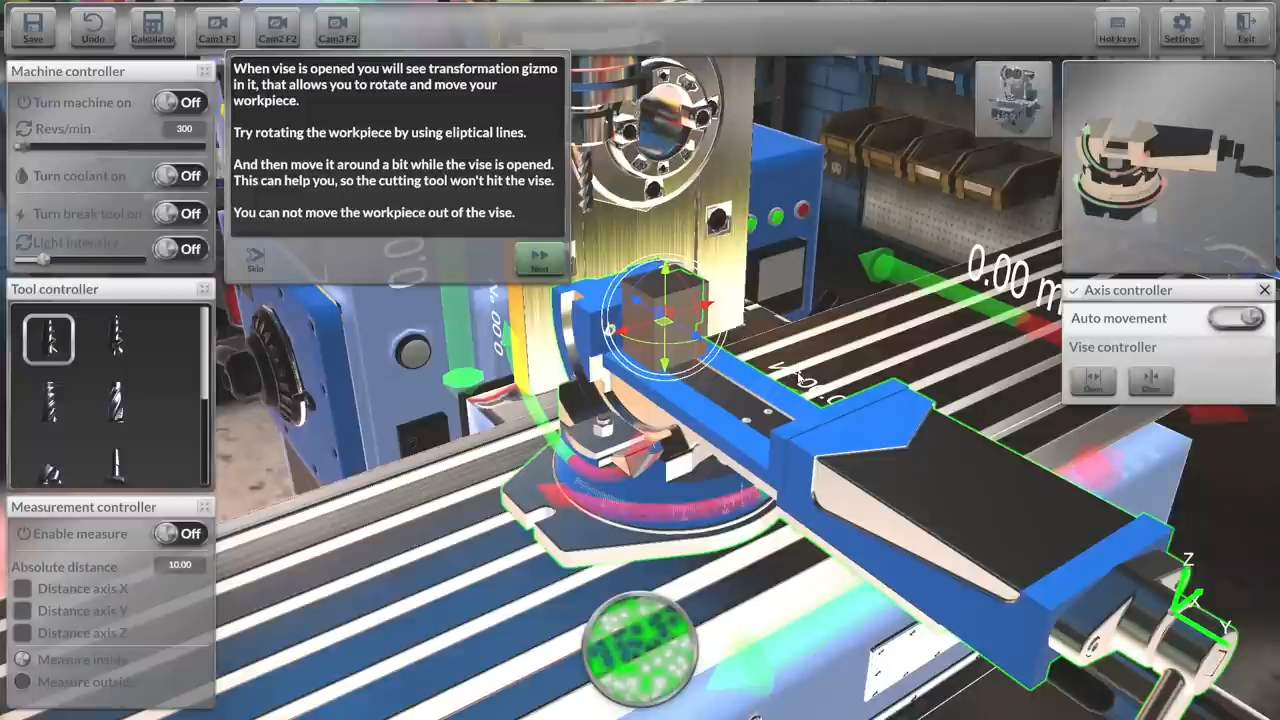 Save
Undo
Calculator
Cam1 F1
Cam2 F2
Cam3 F3
Hot keys
Settings
Exit
Machine controller
Turn machine on
Off
Revs/min
300
Turn coolant on
Off
Turn break tool on
Off
Light intensity
Off
Tool controller
Measurement controller
Enable measure
Off
Absolute distance
10.00
Distance axis X
Distance axis Y
Distance axis Z
Measure inside
Measure outside
When vise is opened you will see transformation gizmo
in it, that allows you to rotate and move your
workpiece.
Try rotating the workpiece by using eliptical lines.
And then move it around a bit while the vise is opened.
This can help you, so the cutting tool won't hit the vise.
You can not move the workpiece out of the vise.
Skip
Next
0.00 m
Axis controller
Auto movement
Vise controller
Open
Close
Z
X
Y